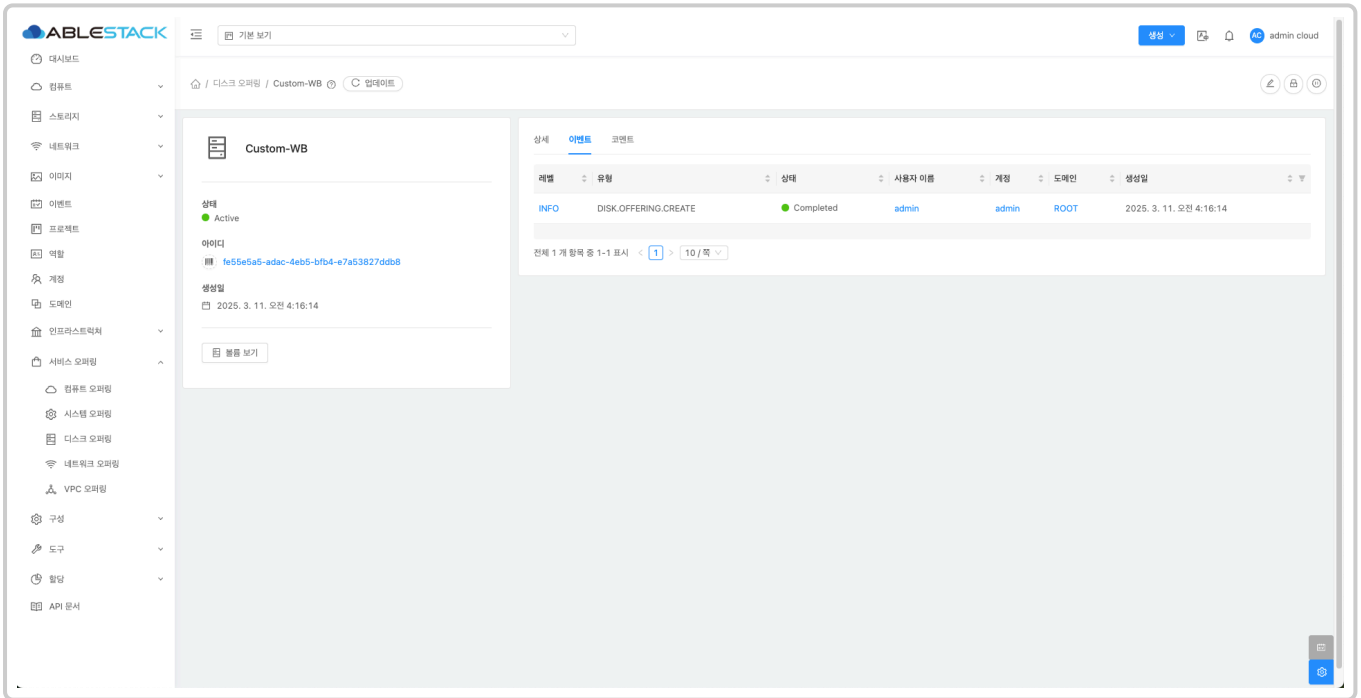 ABLESTACK
기본 보기
생성
AC admin cloud
대시보드
컴퓨트
스토리지
네트워크
이미지
이벤트
프로젝트
역할
계정
도메인
인프라스트럭쳐
서비스 오퍼링
컴퓨트 오퍼링
시스템 오퍼링
디스크 오퍼링
네트워크 오퍼링
VPC 오퍼링
구성
도구
할당
API 문서
/ 디스크 오퍼링 / Custom-WB 업데이트
Custom-WB
상태
Active
아이디
fe55e5a5-adac-4eb5-bfb4-e7a53827ddb8
생성일
2025. 3. 11. 오전 4:16:14
볼륨 보기
상세 이벤트 코멘트
레벨 유형 상태 사용자 이름 계정 도메인 생성일
INFO DISK.OFFERING.CREATE Completed admin admin ROOT 2025. 3. 11. 오전 4:16:14
전체 1 개 항목 중 1-1 표시 < 1 > 10 / 쪽